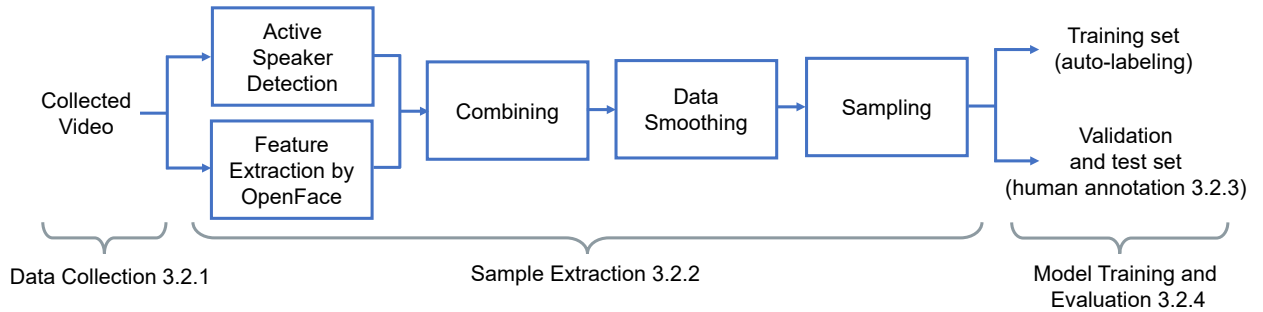 Collected
Video
Active
Speaker
Detection
Feature
Extraction by
OpenFace
Combining
Data
Smoothing
Sampling
Training set
(auto-labeling)
Validation
and test set
(human annotation 3.2.3)
Data Collection 3.2.1
Sample Extraction 3.2.2
Model Training and
Evaluation 3.2.4